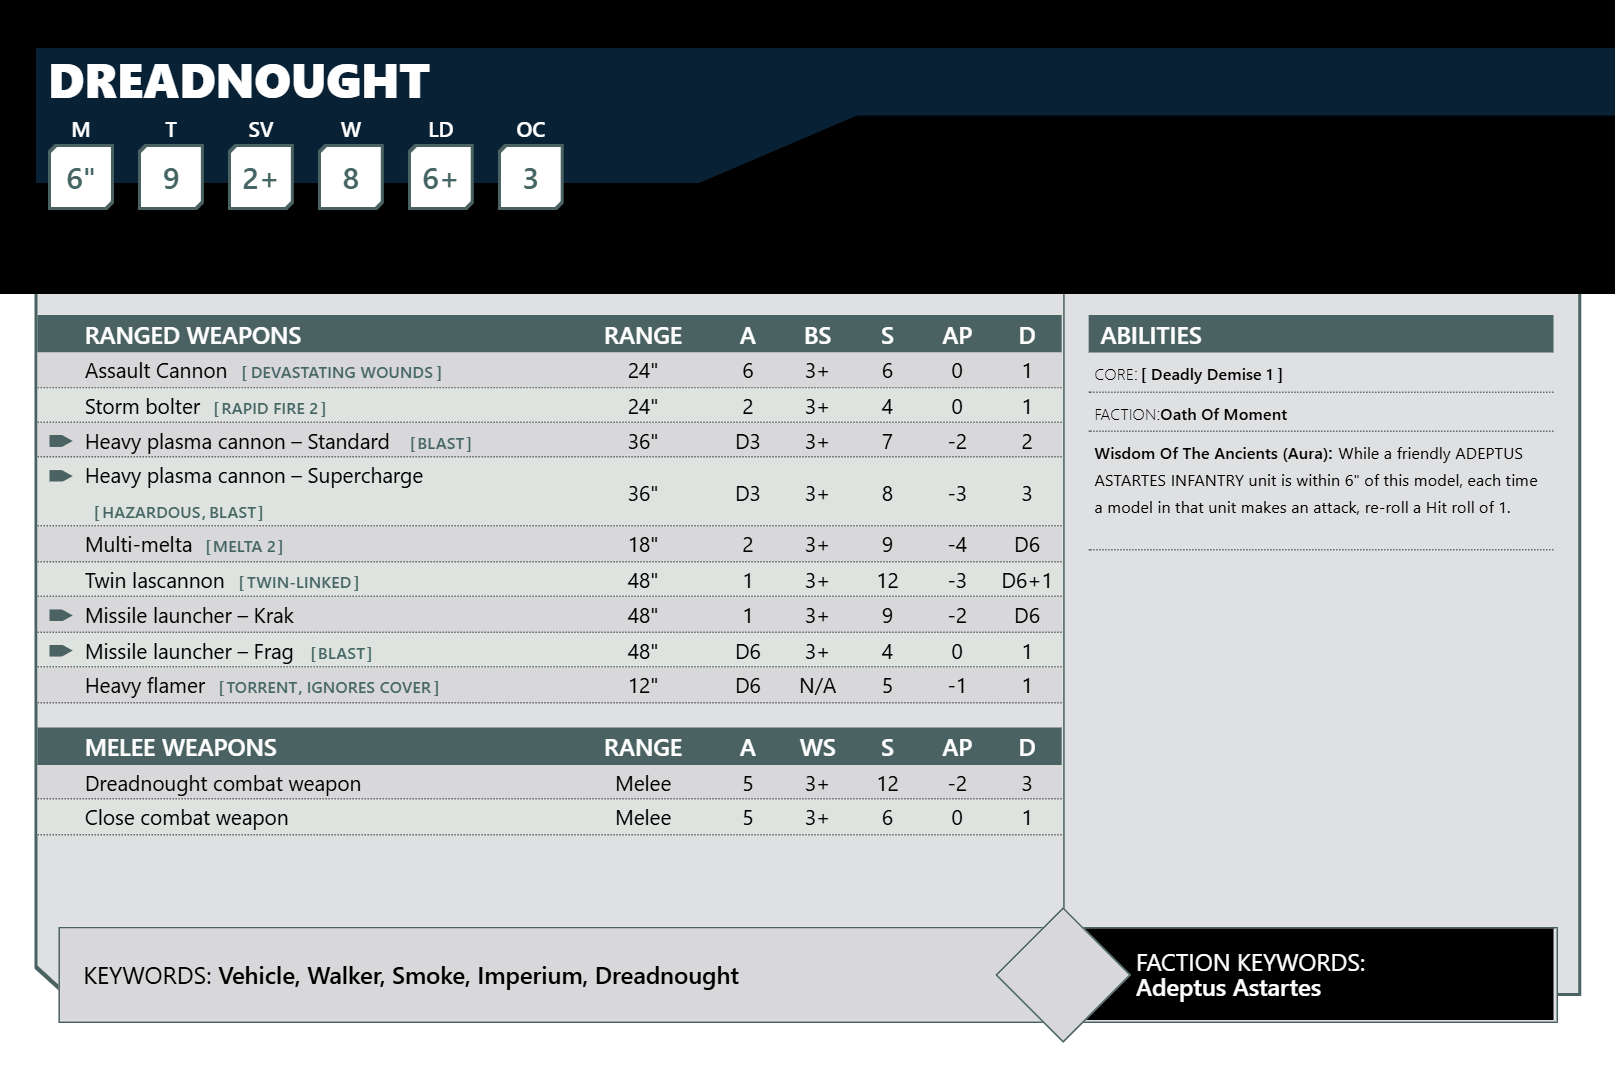 DREADNOUGHT
M T SV W LD OC
6" 9 2+ 8 6+ 3
RANGED WEAPONS RANGE A BS S AP D
Assault Cannon [ DEVASTATING WOUNDS ] 24" 6 3+ 6 0 1
Storm bolter [ RAPID FIRE 2 ] 24" 2 3+ 4 0 1
Heavy plasma cannon – Standard [ BLAST ] 36" D3 3+ 7 -2 2
Heavy plasma cannon – Supercharge
[ HAZARDOUS, BLAST ] 36" D3 3+ 8 -3 3
Multi-melta [ MELTA 2 ] 18" 2 3+ 9 -4 D6
Twin lascannon [ TWIN-LINKED ] 48" 1 3+ 12 -3 D6+1
Missile launcher – Krak 48" 1 3+ 9 -2 D6
Missile launcher – Frag [ BLAST ] 48" D6 3+ 4 0 1
Heavy flamer [ TORRENT, IGNORES COVER ] 12" D6 N/A 5 -1 1
MELEE WEAPONS RANGE A WS S AP D
Dreadnought combat weapon Melee 5 3+ 12 -2 3
Close combat weapon Melee 5 3+ 6 0 1
ABILITIES
CORE: [ Deadly Demise 1 ]
FACTION:Oath Of Moment
Wisdom Of The Ancients (Aura): While a friendly ADEPTUS
ASTARTES INFANTRY unit is within 6" of this model, each time
a model in that unit makes an attack, re-roll a Hit roll of 1.
KEYWORDS: Vehicle, Walker, Smoke, Imperium, Dreadnought
FACTION KEYWORDS:
Adeptus Astartes